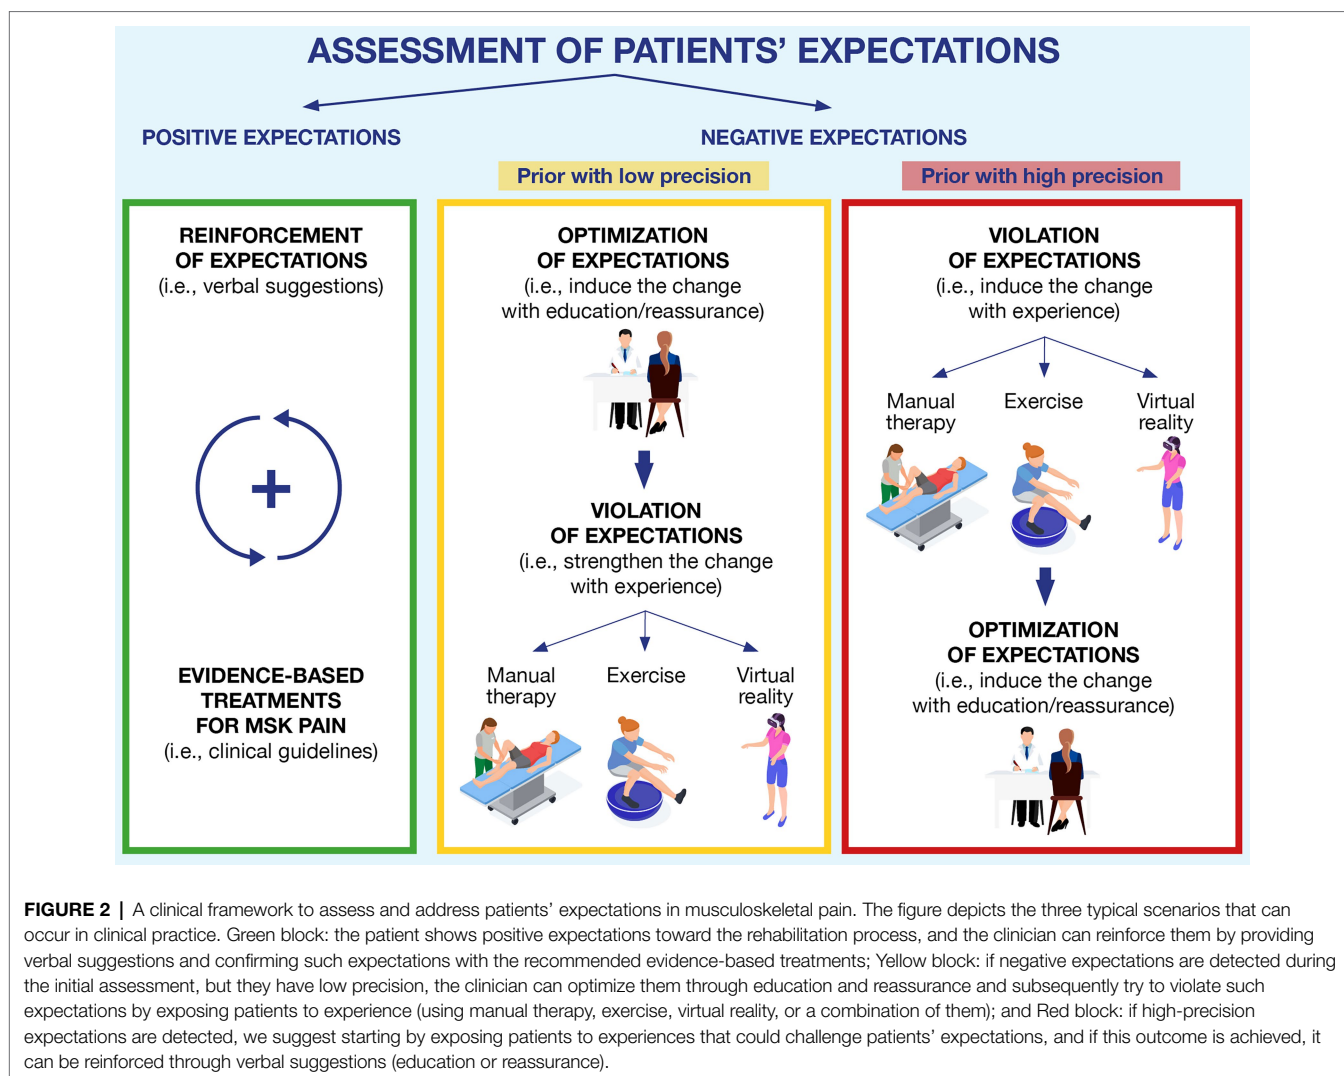 ASSESSMENT OF PATIENTS’ EXPECTATIONS
POSITIVE EXPECTATIONS
NEGATIVE EXPECTATIONS
Prior with low precision
Prior with high precision
REINFORCEMENT
OF EXPECTATIONS
(i.e., verbal suggestions)
+
EVIDENCE-BASED
TREATMENTS
FOR MSK PAIN
(i.e., clinical guidelines)
OPTIMIZATION
OF EXPECTATIONS
(i.e., induce the change
with education/reassurance)
VIOLATION
OF EXPECTATIONS
(i.e., strengthen the change
with experience)
Manual
therapy
Exercise
Virtual
reality
VIOLATION
OF EXPECTATIONS
(i.e., induce the change
with experience)
Manual
therapy
Exercise
Virtual
reality
OPTIMIZATION
OF EXPECTATIONS
(i.e., induce the change
with education/reassurance)
FIGURE 2 | A clinical framework to assess and address patients’ expectations in musculoskeletal pain. The figure depicts the three typical scenarios that can
occur in clinical practice. Green block: the patient shows positive expectations toward the rehabilitation process, and the clinician can reinforce them by providing
verbal suggestions and confirming such expectations with the recommended evidence-based treatments; Yellow block: if negative expectations are detected during
the initial assessment, but they have low precision, the clinician can optimize them through education and reassurance and subsequently try to violate such
expectations by exposing patients to experience (using manual therapy, exercise, virtual reality, or a combination of them); and Red block: if high-precision
expectations are detected, we suggest starting by exposing patients to experiences that could challenge patients’ expectations, and if this outcome is achieved, it
can be reinforced through verbal suggestions (education or reassurance).